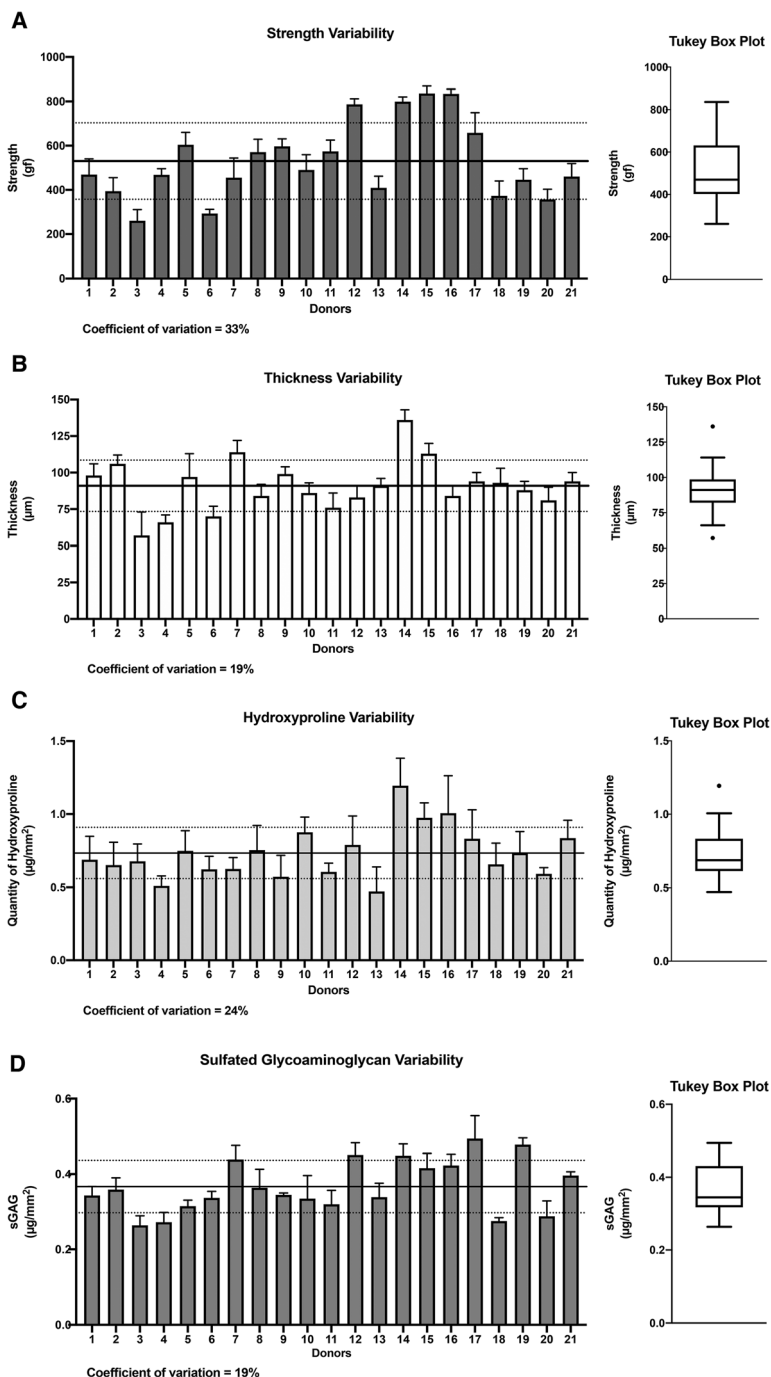 A
Strength Variability
Tukey Box Plot
1000
800
600
400
200
0
Strength
(gf)
1 2 3 4 5 6 7 8 9 10 11 12 13 14 15 16 17 18 19 20 21
Donors
Coefficient of variation = 33%
1000
800
600
400
200
0
Strength
(gf)
B
Thickness Variability
Tukey Box Plot
150
125
100
75
50
25
0
Thickness
(µm)
1 2 3 4 5 6 7 8 9 10 11 12 13 14 15 16 17 18 19 20 21
Donors
Coefficient of variation = 19%
150
125
100
75
50
25
0
Thickness
(µm)
C
Hydroxyproline Variability
Tukey Box Plot
1.5
1.0
0.5
0.0
Quantity of Hydroxyproline
(µg/mm²)
1 2 3 4 5 6 7 8 9 10 11 12 13 14 15 16 17 18 19 20 21
Donors
Coefficient of variation = 24%
1.5
1.0
0.5
0.0
Quantity of Hydroxyproline
(µg/mm²)
D
Sulfated Glycoaminoglycan Variability
Tukey Box Plot
0.6
0.4
0.2
0.0
sGAG
(µg/mm²)
1 2 3 4 5 6 7 8 9 10 11 12 13 14 15 16 17 18 19 20 21
Donors
Coefficient of variation = 19%
0.6
0.4
0.2
0.0
sGAG
(µg/mm²)